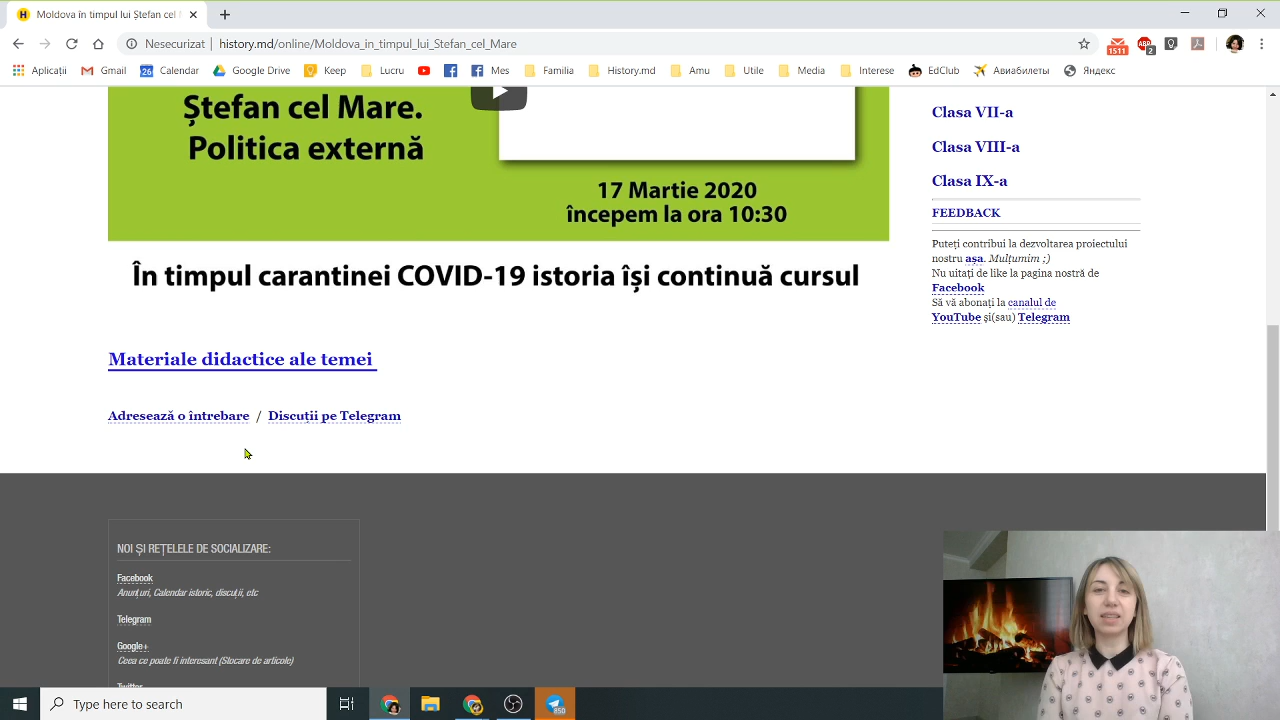 Moldova în timpul lui Ștefan cel M
Nesecurizat | history.md/online/Moldova_in_timpul_lui_Stefan_cel_Mare
1511
ABP
2
Aplicații Gmail 26 Calendar Google Drive Keep Lucru Mes Familia History.md Amu Utile Media Interese EdClub Авиабилеты Яндекс
Ștefan cel Mare.
Politica externă
17 Martie 2020
începem la ora 10:30
În timpul carantinei COVID-19 istoria își continuă cursul
Materiale didactice ale temei
Adresează o întrebare / Discuții pe Telegram
Clasa VII-a
Clasa VIII-a
Clasa IX-a
FEEDBACK
Puteți contribui la dezvoltarea proiectului
nostru așa. Mulțumim ;)
Nu uitați de like la pagina nostră de
Facebook
Să vă abonați la canalul de
YouTube și(sau) Telegram
NOI ȘI REȚELELE DE SOCIALIZARE:
Facebook
Anunțuri, Calendar istoric, discuții, etc
Telegram
Google+
Ceea ce poate fi interesant (Stocare de articole)
Twitter
Type here to search
850